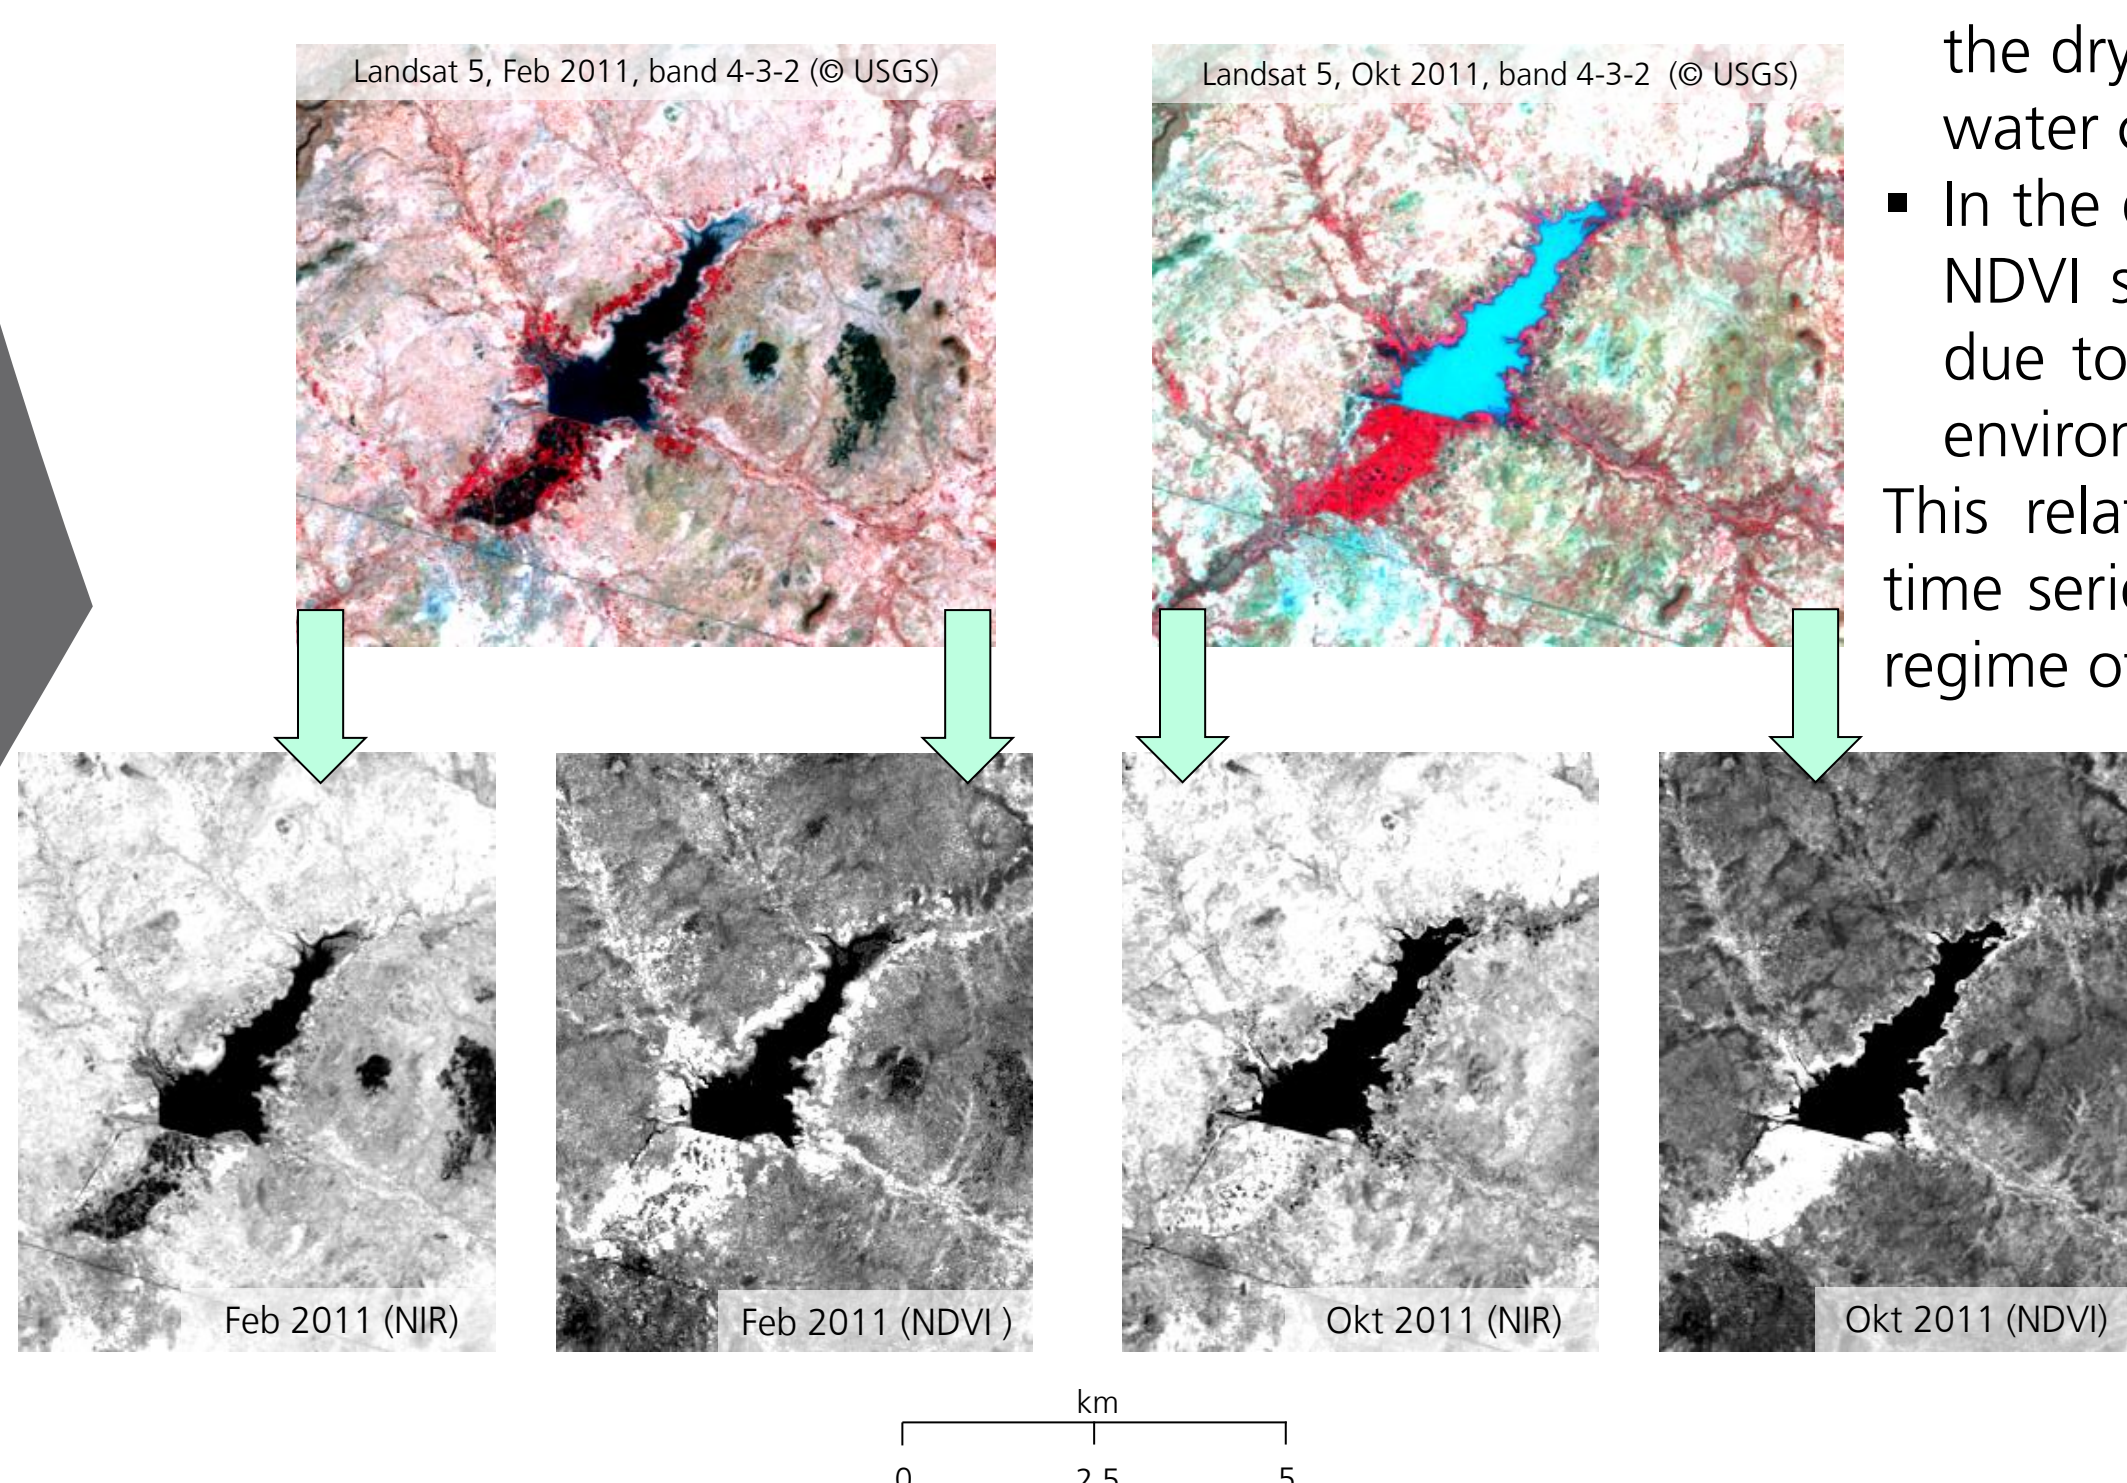 Landsat 5, Feb 2011, band 4-3-2 (© USGS)
Landsat 5, Okt 2011, band 4-3-2 (© USGS)
the dry
water
▪ In the
NDVI
due to
environ
This rela
time seri
regime o
Feb 2011 (NIR)
Feb 2011 (NDVI )
Okt 2011 (NIR)
Okt 2011 (NDVI)
km
0 2.5 5